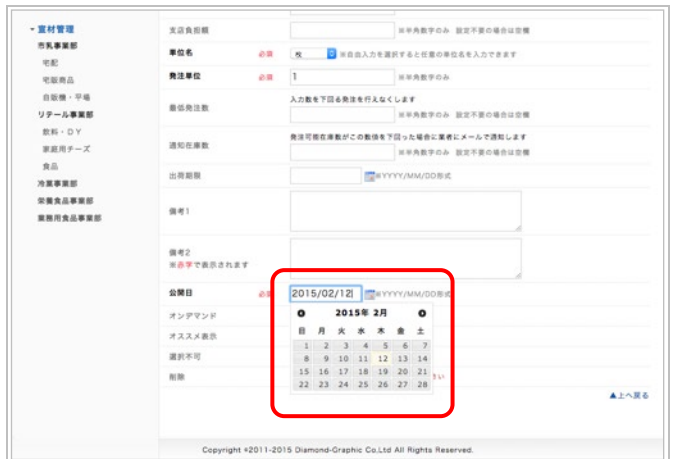 宣材管理
市乳事業部
宅配
宅販商品
自販機・平場
リテール事業部
飲料・DY
家庭用チーズ
食品
冷菓事業部
栄養食品事業部
業務用食品事業部
支店負担額 ※半角数字のみ 設定不要の場合は空欄
単位名 必須 枚 ※自由入力を選択すると任意の単位名を入力できます
発注単位 必須 1 ※半角数字のみ
入力数を下回る発注を行えなくします
最低発注数 ※半角数字のみ 設定不要の場合は空欄
発注可能在庫数がこの数値を下回った場合に業者にメールで通知します
通知在庫数 ※半角数字のみ 設定不要の場合は空欄
出荷期限 ※YYYY/MM/DD形式
備考1
備考2
※赤字で表示されます
公開日 必須 2015/02/12 ※YYYY/MM/DD形式
オンデマンド
オススメ表示
選択不可
削除
2015年 2月
日 月 火 水 木 金 土
1 2 3 4 5 6 7
8 9 10 11 12 13 14
15 16 17 18 19 20 21
22 23 24 25 26 27 28
さい
▲上へ戻る
Copyright ©2011-2015 Diamond-Graphic Co.,Ltd All Rights Reserved.